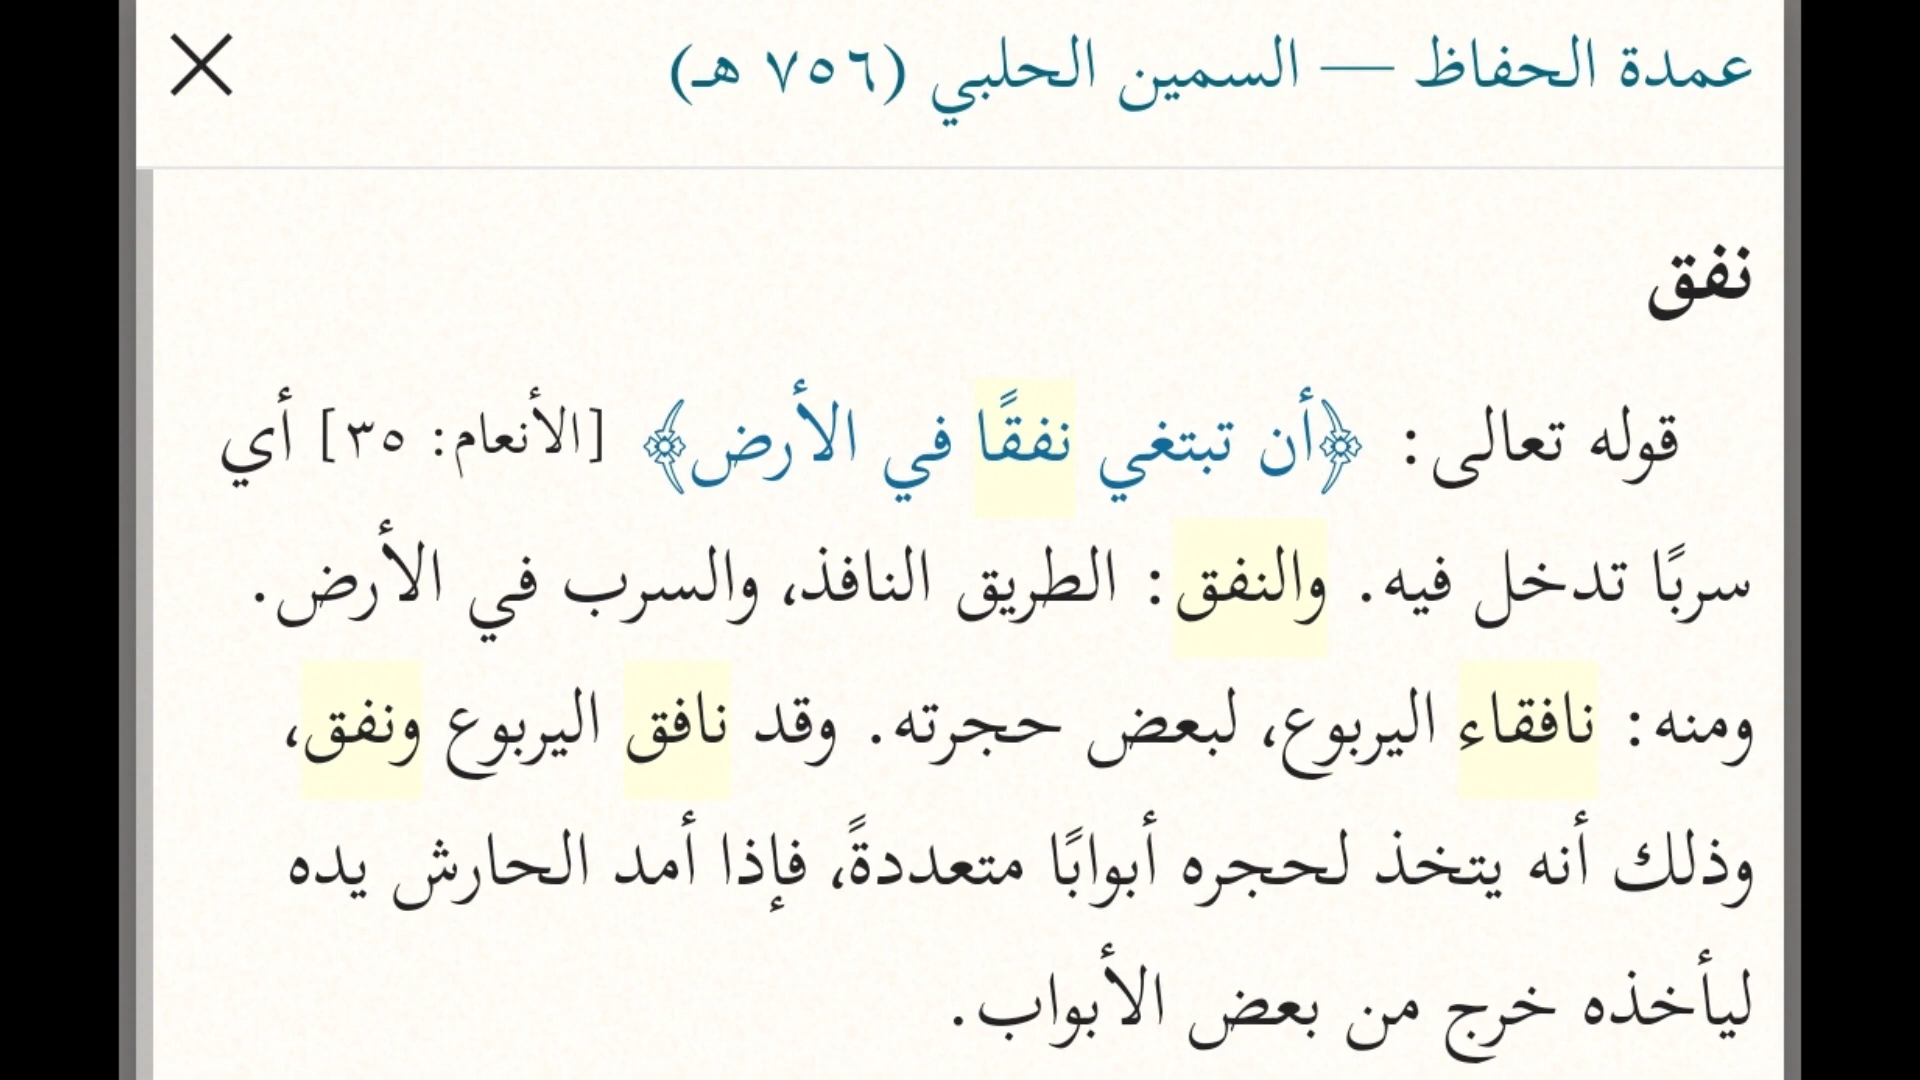 عمدة الحفاظ — السمين الحلبي (٧٥٦ هـ)
نفق
قوله تعالى: ﴿أن تبتغي نفقًا في الأرض﴾ [الأنعام: ٣٥] أي
سربًا تدخل فيه. والنفق: الطريق النافذ، والسرب في الأرض.
ومنه: نافقاء اليربوع، لبعض حجرته. وقد نافق اليربوع ونفق،
وذلك أنه يتخذ لحجره أبوابًا متعددةً، فإذا أمد الحارش يده
ليأخذه خرج من بعض الأبواب.